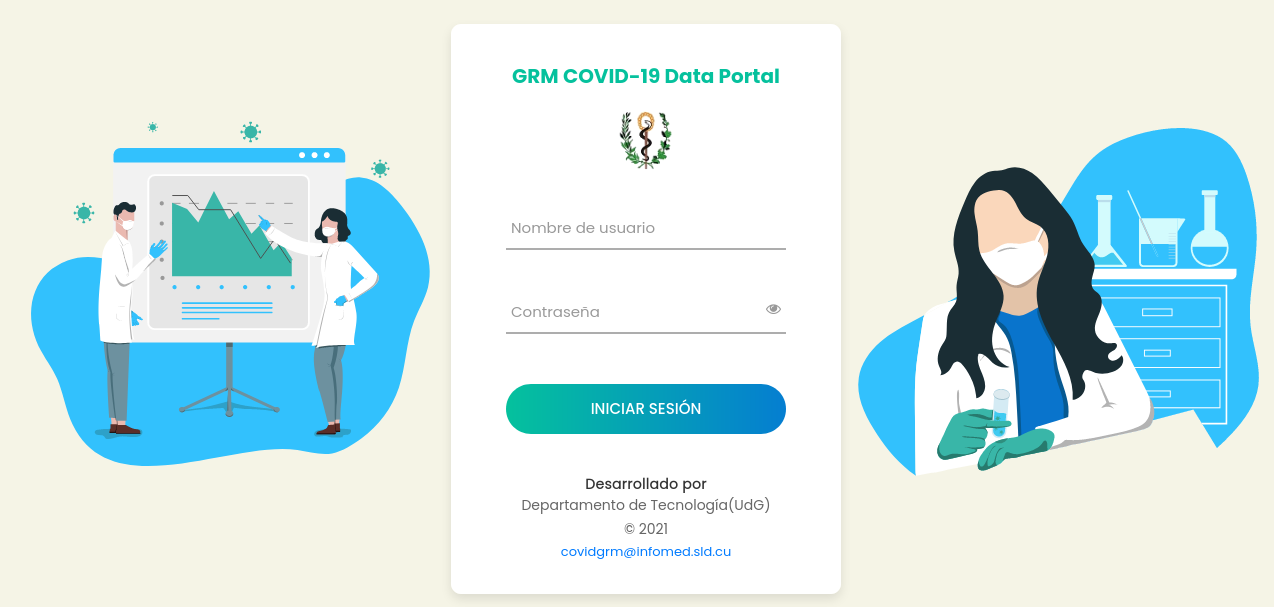 GRM COVID-19 Data Portal
Nombre de usuario
Contraseña
INICIAR SESIÓN
Desarrollado por
Departamento de Tecnología(UdG)
© 2021
covidgrm@infomed.sld.cu